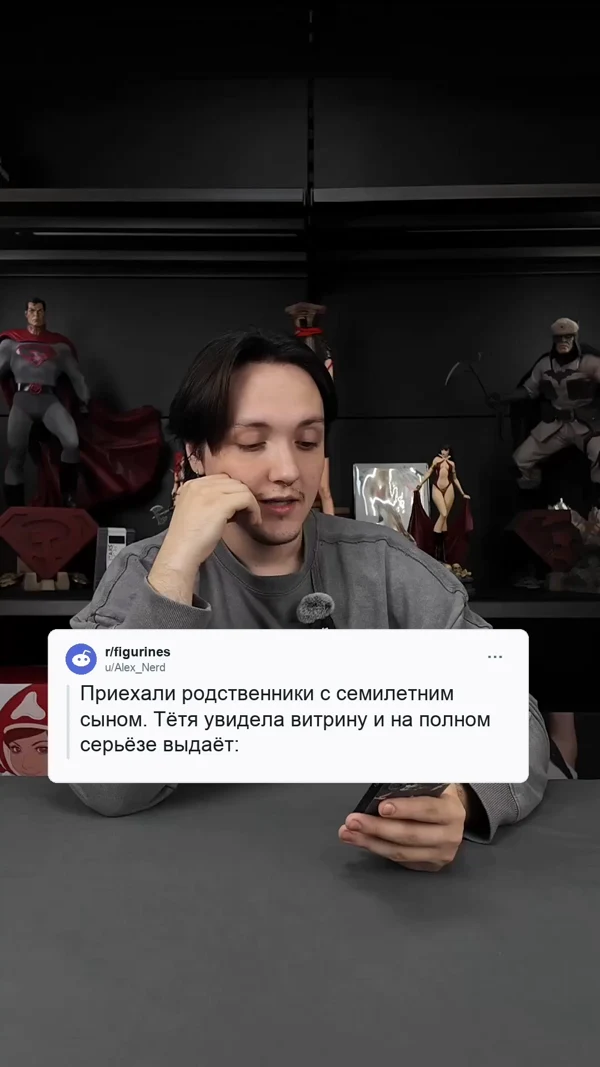 r/figurines
u/Alex_Nerd
Приехали родственники с семилетним
сыном. Тётя увидела витрину и на полном
серьёзе выдаёт: